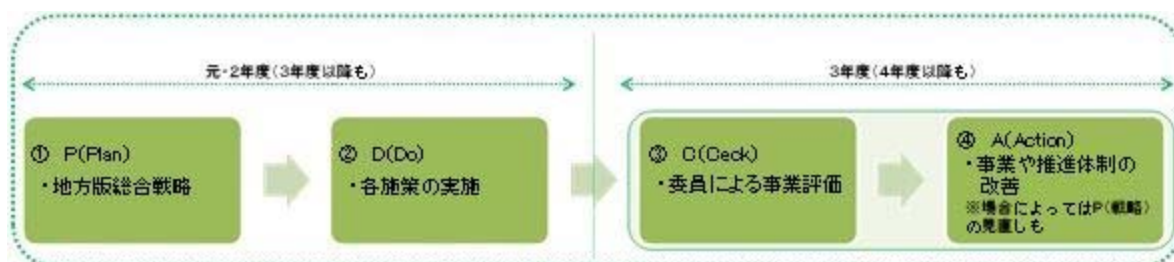 元・2年度(3年度以降も)
3年度(4年度以降も)
① P(Plan)
・地方版総合戦略
② D(Do)
・各施策の実施
③ C(Ceck)
・委員による事業評価
④ A(Action)
・事業や推進体制の
改善
※場合によってはP(戦略)
の見直しも